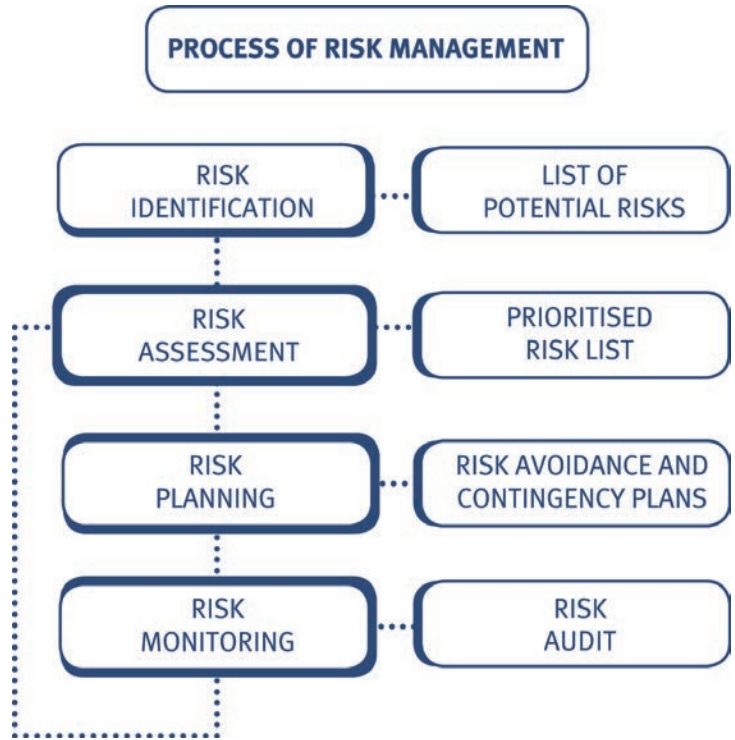 PROCESS OF RISK MANAGEMENT
RISK
IDENTIFICATION
LIST OF
POTENTIAL RISKS
RISK
ASSESSMENT
PRIORITISED
RISK LIST
RISK
PLANNING
RISK AVOIDANCE AND
CONTINGENCY PLANS
RISK
MONITORING
RISK
AUDIT